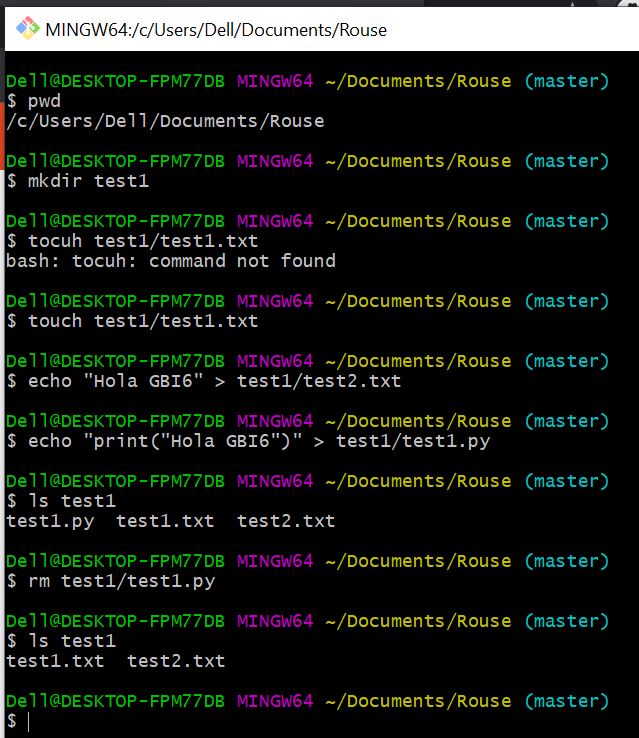 MINGW64:/c/Users/Dell/Documents/Rouse
Dell@DESKTOP-FPM77DB MINGW64 ~/Documents/Rouse (master)
$ pwd
/c/Users/Dell/Documents/Rouse
Dell@DESKTOP-FPM77DB MINGW64 ~/Documents/Rouse (master)
$ mkdir test1
Dell@DESKTOP-FPM77DB MINGW64 ~/Documents/Rouse (master)
$ tocuh test1/test1.txt
bash: tocuh: command not found
Dell@DESKTOP-FPM77DB MINGW64 ~/Documents/Rouse (master)
$ touch test1/test1.txt
Dell@DESKTOP-FPM77DB MINGW64 ~/Documents/Rouse (master)
$ echo "Hola GBI6" > test1/test2.txt
Dell@DESKTOP-FPM77DB MINGW64 ~/Documents/Rouse (master)
$ echo "print("Hola GBI6")" > test1/test1.py
Dell@DESKTOP-FPM77DB MINGW64 ~/Documents/Rouse (master)
$ ls test1
test1.py  test1.txt  test2.txt
Dell@DESKTOP-FPM77DB MINGW64 ~/Documents/Rouse (master)
$ rm test1/test1.py
Dell@DESKTOP-FPM77DB MINGW64 ~/Documents/Rouse (master)
$ ls test1
test1.txt  test2.txt
Dell@DESKTOP-FPM77DB MINGW64 ~/Documents/Rouse (master)
$